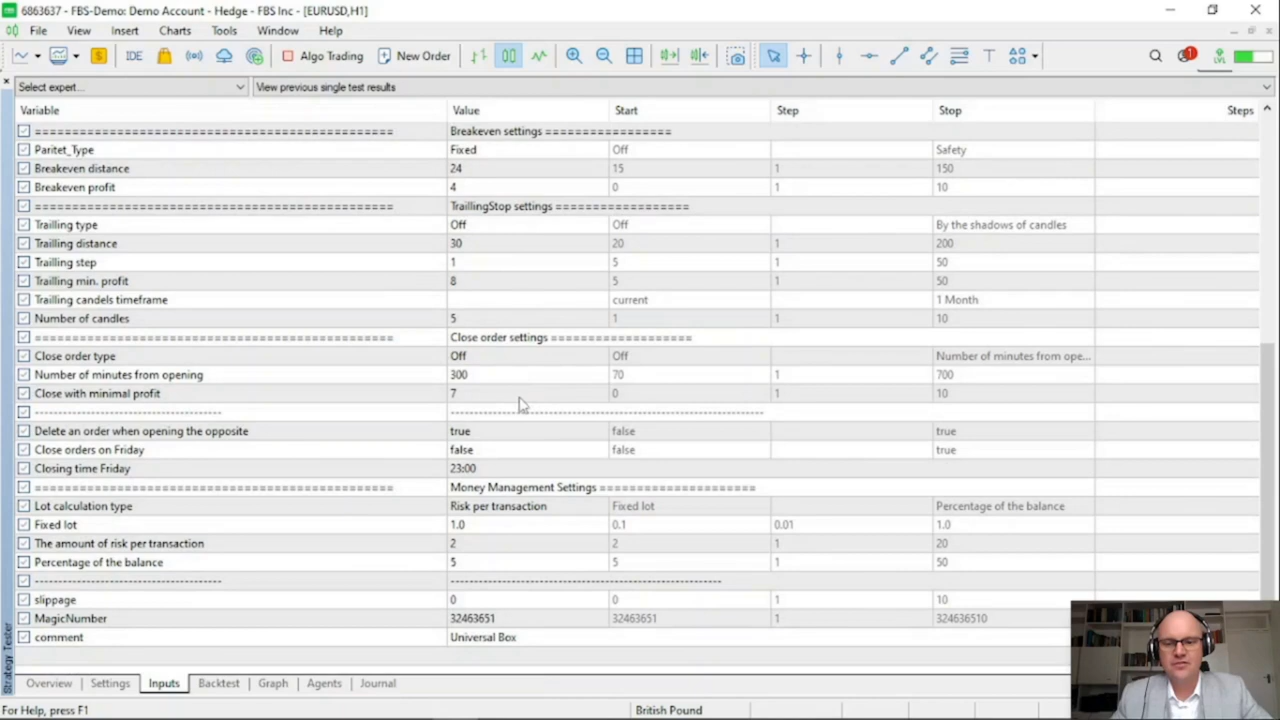 6863637 - FBS-Demo: Demo Account - Hedge - FBS Inc - [EURUSD,H1]
File View Insert Charts Tools Window Help
IDE Algo Trading New Order 1
Select expert... View previous single test results
Variable Value Start Step Stop Steps
================================================ Breakeven settings =================
Paritet_Type Fixed Off Safety
Breakeven distance 24 15 1 150
Breakeven profit 4 0 1 10
================================================ TraillingStop settings ==================
Trailling type Off Off By the shadows of candles
Trailling distance 30 20 1 200
Trailling step 1 5 1 50
Trailling min. profit 8 5 1 50
Trailling candels timeframe current 1 Month
Number of candles 5 1 1 10
================================================ Close order settings ===================
Close order type Off Off Number of minutes from ope...
Number of minutes from opening 300 70 1 700
Close with minimal profit 7 0 1 10
---------------------------------------- --------------------------------------------------------------------
Delete an order when opening the opposite true false true
Close orders on Friday false false true
Closing time Friday 23:00
================================================ Money Management Settings =====================
Lot calculation type Risk per transaction Fixed lot Percentage of the balance
Fixed lot 1.0 0.1 0.01 1.0
The amount of risk per transaction 2 2 1 20
Percentage of the balance 5 5 1 50
---------------------------------------- -----------------------------------------------------------
slippage 0 0 1 10
MagicNumber 32463651 32463651 1 324636510
comment Universal Box
Strategy Tester
Overview Settings Inputs Backtest Graph Agents Journal
For Help, press F1 British Pound